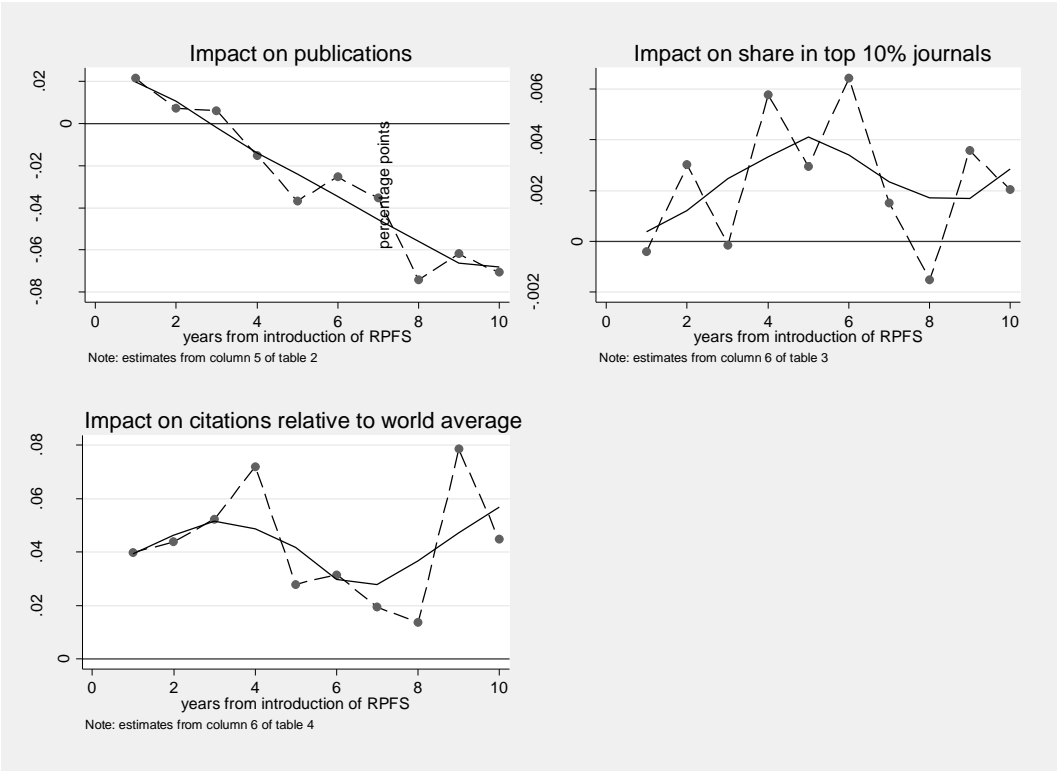 Impact on publications
.02
0
-.02
-.04
-.06
-.08
percentage points
0 2 4 6 8 10
years from introduction of RPFS
Note: estimates from column 5 of table 2
Impact on share in top 10% journals
.006
.004
.002
0
-.002
0 2 4 6 8 10
years from introduction of RPFS
Note: estimates from column 6 of table 3
Impact on citations relative to world average
.08
.06
.04
.02
0
0 2 4 6 8 10
years from introduction of RPFS
Note: estimates from column 6 of table 4